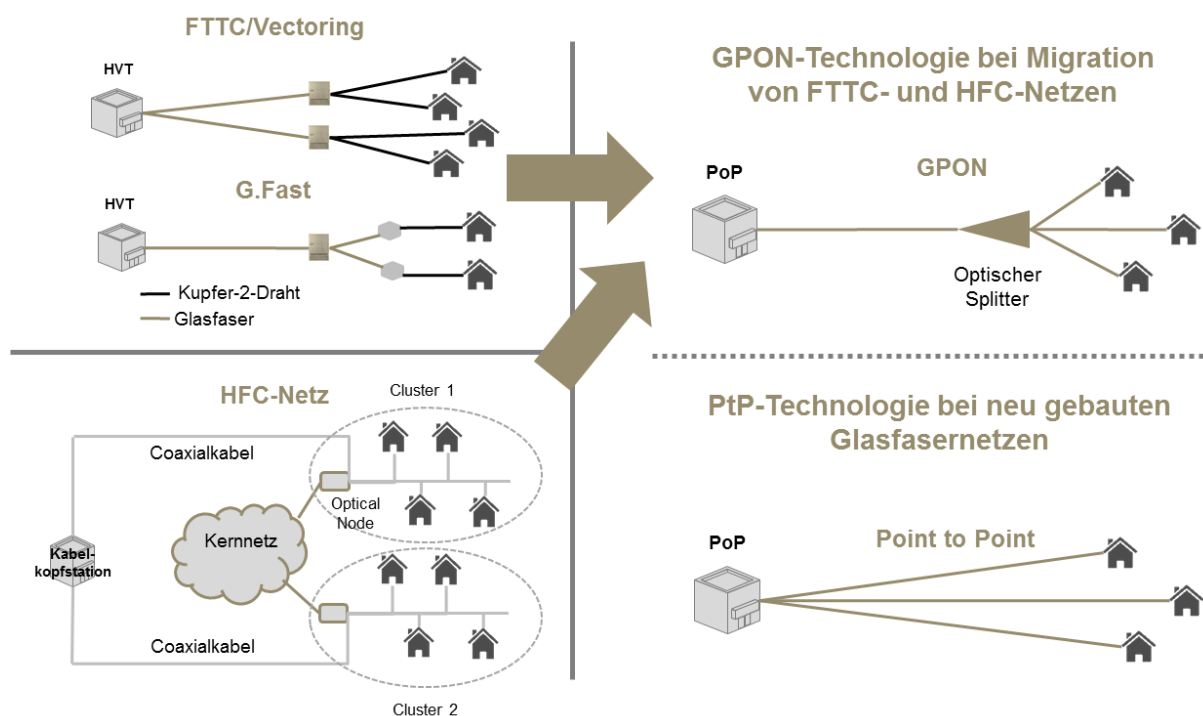 FTTC/Vectoring
HVT
G.Fast
HVT
Kupfer-2-Draht
Glasfaser
HFC-Netz
Cluster 1
Coaxialkabel
Optical
Node
Kernnetz
Kabel-
kopfstation
Coaxialkabel
Cluster 2
GPON-Technologie bei Migration
von FTTC- und HFC-Netzen
PoP
GPON
Optischer
Splitter
PtP-Technologie bei neu gebauten
Glasfasernetzen
PoP
Point to Point